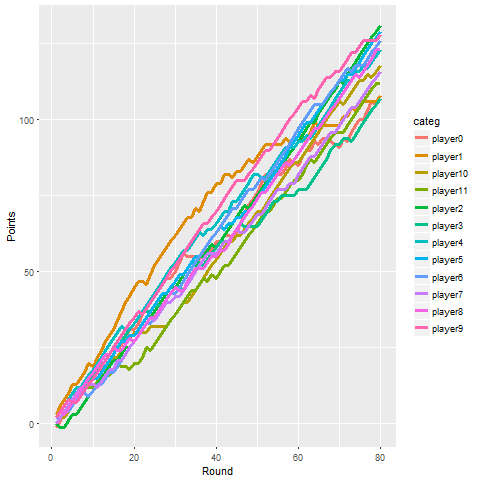 Points
100
50
0
0
20
40
60
80
Round
categ
player0
player1
player10
player11
player2
player3
player4
player5
player6
player7
player8
player9